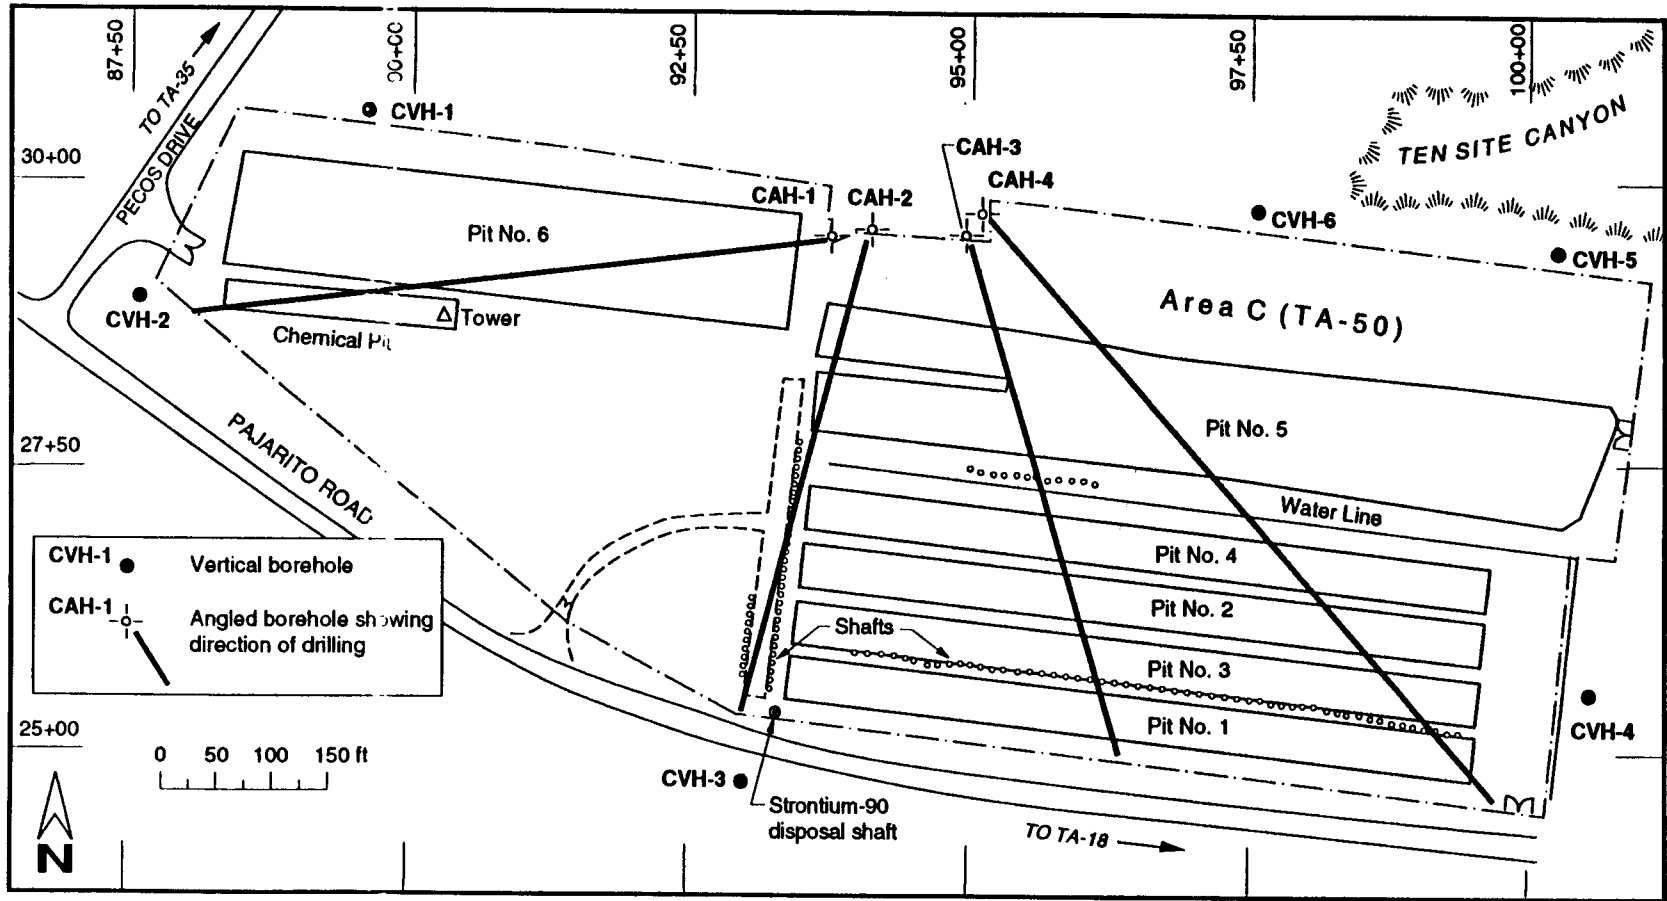 87+50
00+00
92+50
95+00
97+50
100+00
TO TA-35
PECOS DRIVE
CVH-1
30+00
CAH-3
CAH-4
CAH-1
CAH-2
TEN SITE CANYON
Pit No. 6
CVH-6
CVH-5
CVH-2
Tower
Chemical Pit
Area C (TA-50)
PAJARITO ROAD
27+50
Pit No. 5
Water Line
CVH-1
Vertical borehole
CAH-1
Angled borehole showing
direction of drilling
Pit No. 4
Pit No. 2
Shafts
Pit No. 3
Pit No. 1
CVH-4
25+00
0 50 100 150 ft
CVH-3
Strontium-90
disposal shaft
TO TA-18
N